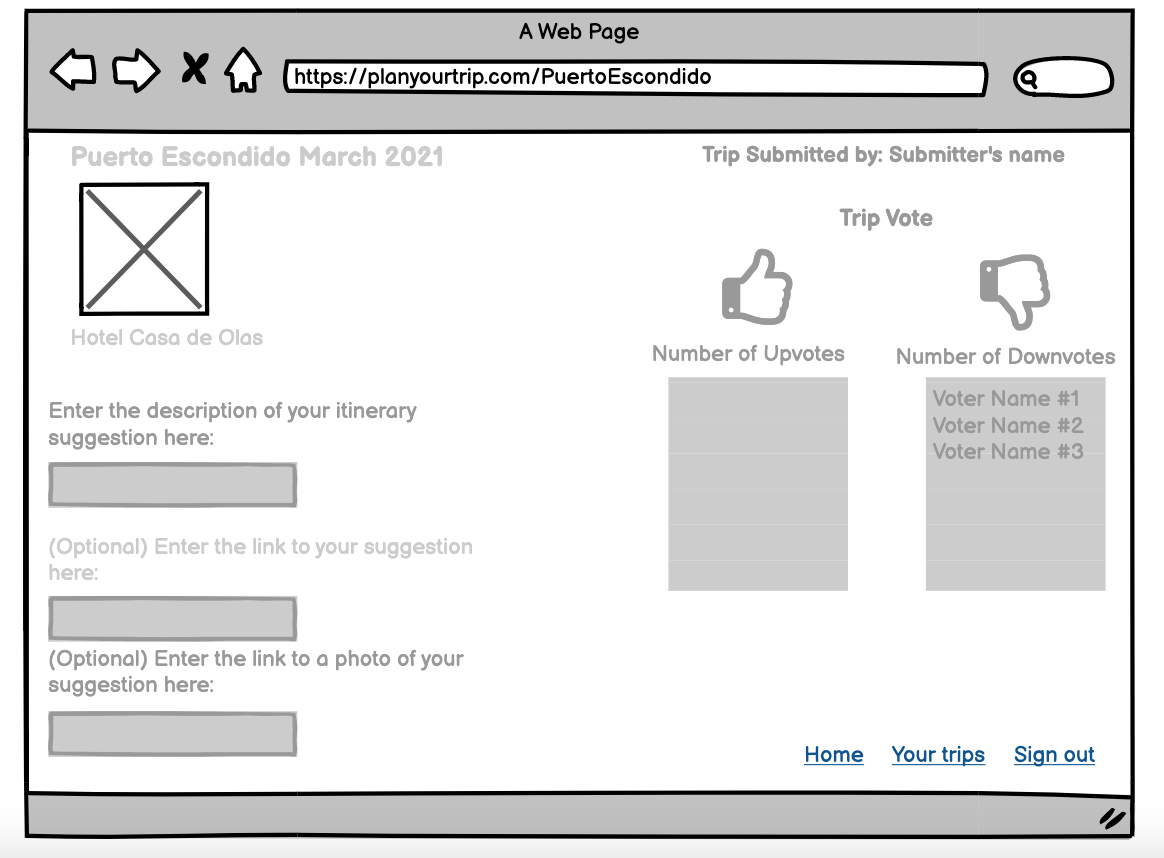 A Web Page
https://planyourtrip.com/PuertoEscondido
Puerto Escondido March 2021
Trip Submitted by: Submitter's name
Trip Vote
Hotel Casa de Olas
Number of Upvotes
Number of Downvotes
Voter Name #1
Voter Name #2
Voter Name #3
Enter the description of your itinerary
suggestion here:
(Optional) Enter the link to your suggestion
here:
(Optional) Enter the link to a photo of your
suggestion here:
Home Your trips Sign out